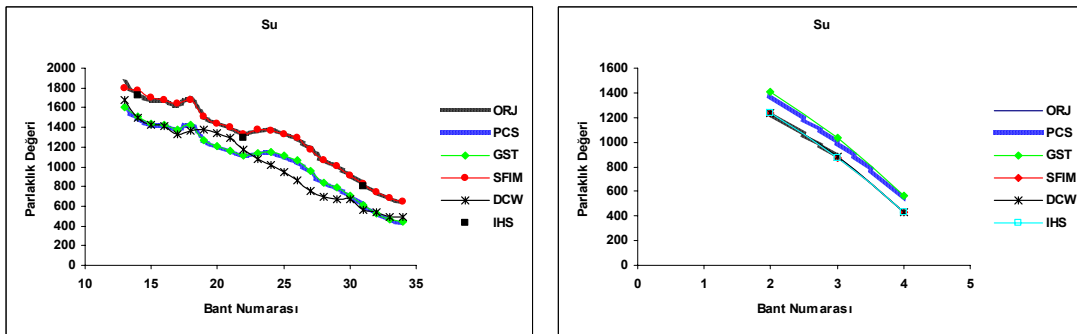 Su
Parlaklık Değeri
2000
1800
1600
1400
1200
1000
800
600
400
200
0
10 15 20 25 30 35
Bant Numarası
ORJ
PCS
GST
SFIM
DCW
IHS
Su
Parlaklık Değeri
1600
1400
1200
1000
800
600
400
200
0
0 1 2 3 4 5
Bant Numarası
ORJ
PCS
GST
SFIM
DCW
IHS